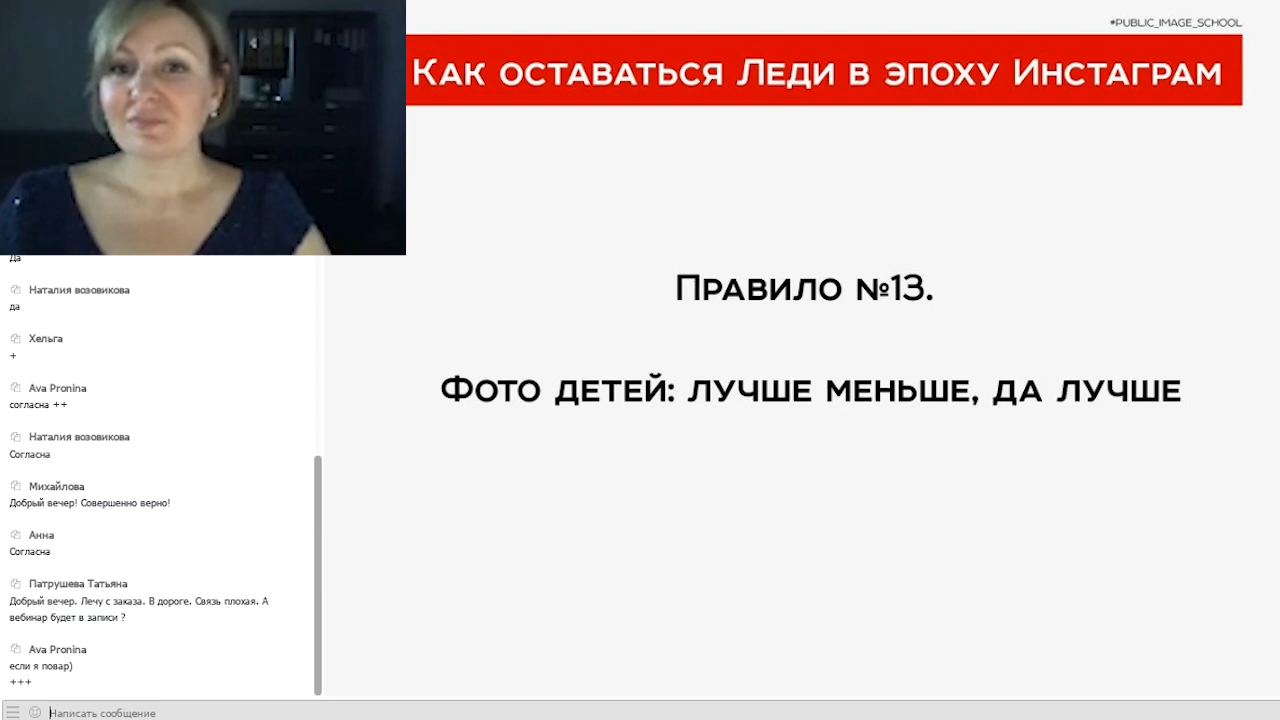 #PUBLIC_IMAGE_SCHOOL
Как оставаться Леди в эпоху Инстаграм
Правило №13.
Фото детей: лучше меньше, да лучше
Да
Наталия возовикова
да
Хельга
+
Ava Pronina
согласна ++
Наталия возовикова
Согласна
Михайлова
Добрый вечер! Совершенно верно!
Анна
Согласна
Патрушева Татьяна
Добрый вечер. Лечу с заказа. В дороге. Связь плохая. А
вебинар будет в записи ?
Ava Pronina
если я повар)
+++
Написать сообщение